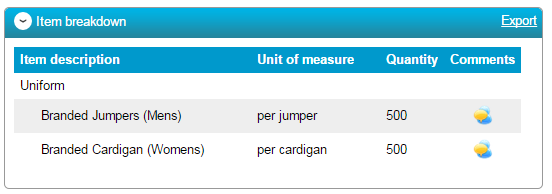 Item breakdown Export
Item description Unit of measure Quantity Comments
Uniform
Branded Jumpers (Mens) per jumper 500
Branded Cardigan (Womens) per cardigan 500